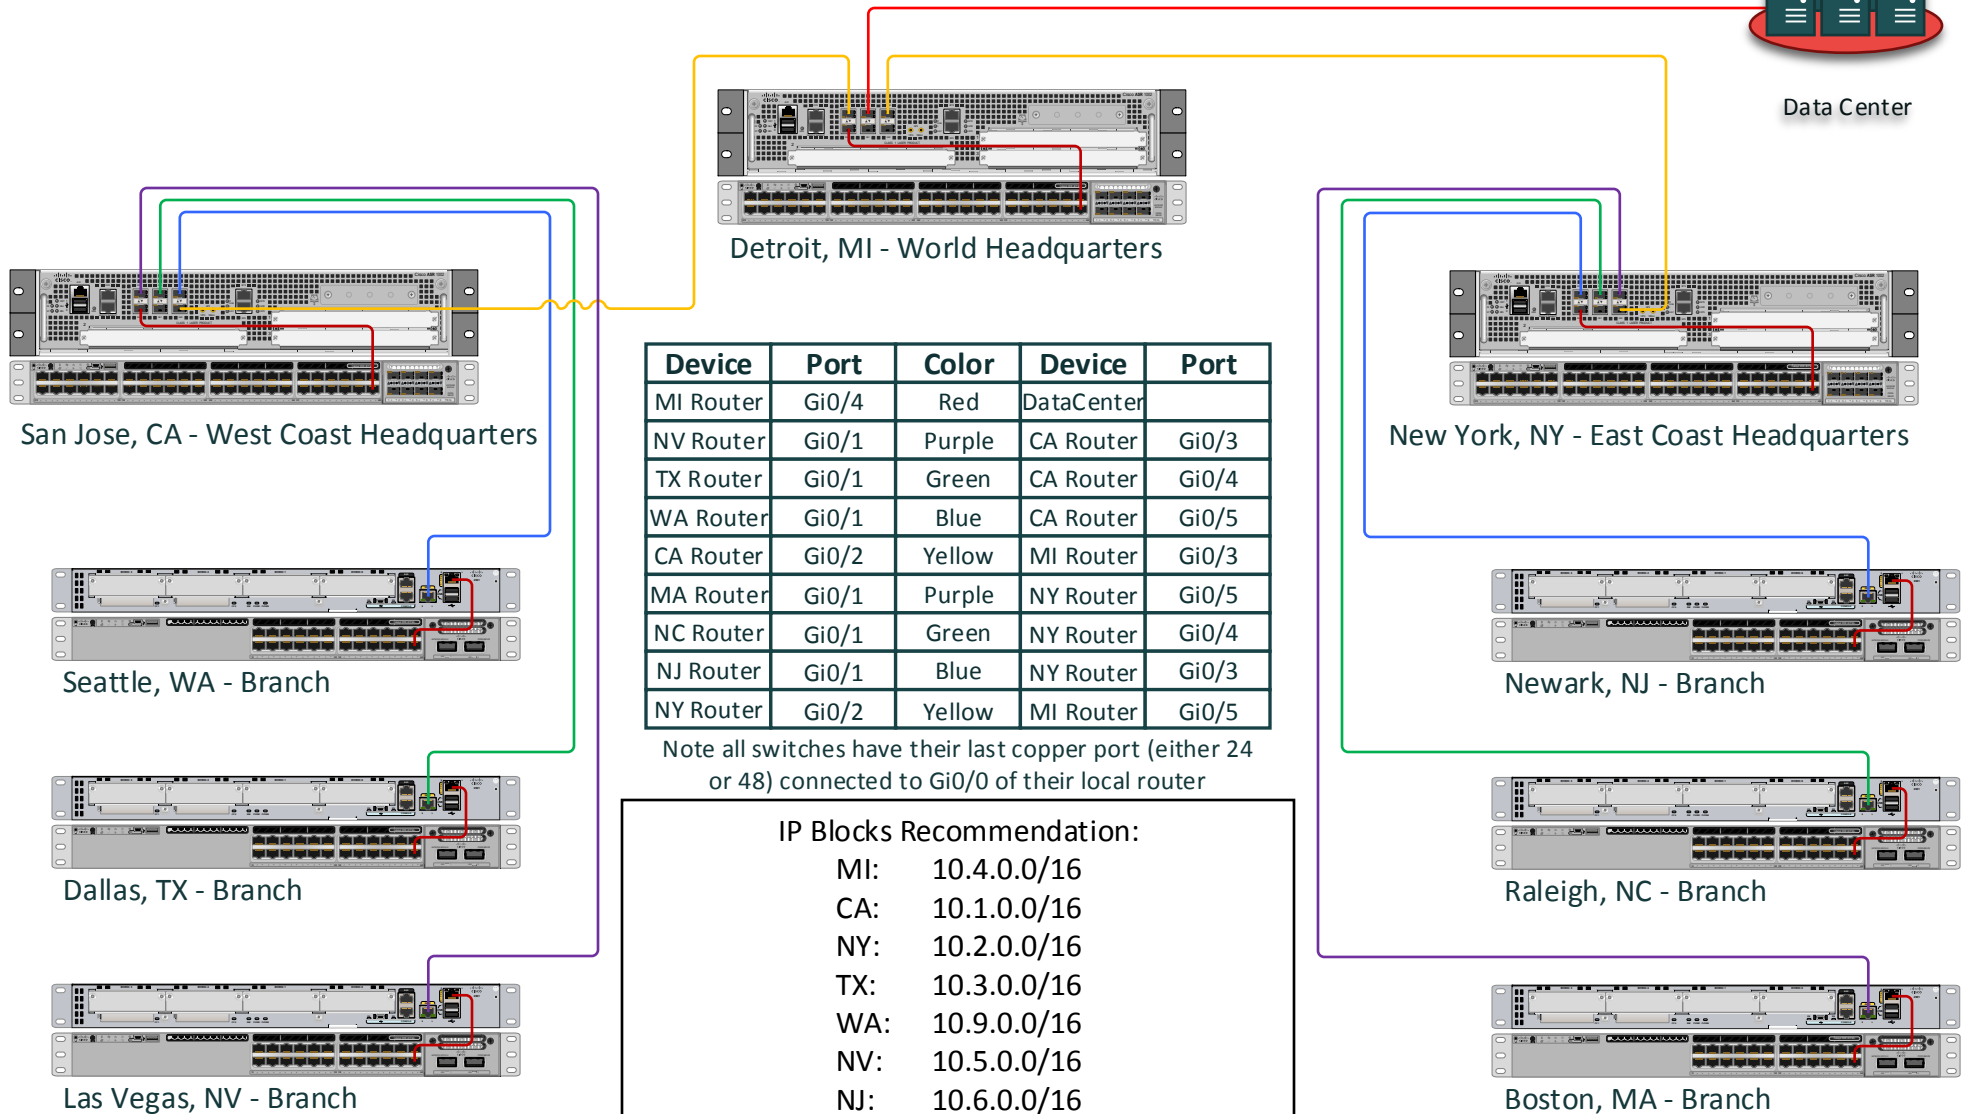 Data Center
Detroit, MI - World Headquarters
San Jose, CA - West Coast Headquarters
New York, NY - East Coast Headquarters
Device Port Color Device Port
MI Router Gi0/4 Red DataCenter
NV Router Gi0/1 Purple CA Router Gi0/3
TX Router Gi0/1 Green CA Router Gi0/4
WA Router Gi0/1 Blue CA Router Gi0/5
CA Router Gi0/2 Yellow MI Router Gi0/3
MA Router Gi0/1 Purple NY Router Gi0/5
NC Router Gi0/1 Green NY Router Gi0/4
NJ Router Gi0/1 Blue NY Router Gi0/3
NY Router Gi0/2 Yellow MI Router Gi0/5
Note all switches have their last copper port (either 24
or 48) connected to Gi0/0 of their local router
Seattle, WA - Branch
Newark, NJ - Branch
Dallas, TX - Branch
Raleigh, NC - Branch
Las Vegas, NV - Branch
Boston, MA - Branch
IP Blocks Recommendation:
MI: 10.4.0.0/16
CA: 10.1.0.0/16
NY: 10.2.0.0/16
TX: 10.3.0.0/16
WA: 10.9.0.0/16
NV: 10.5.0.0/16
NJ: 10.6.0.0/16